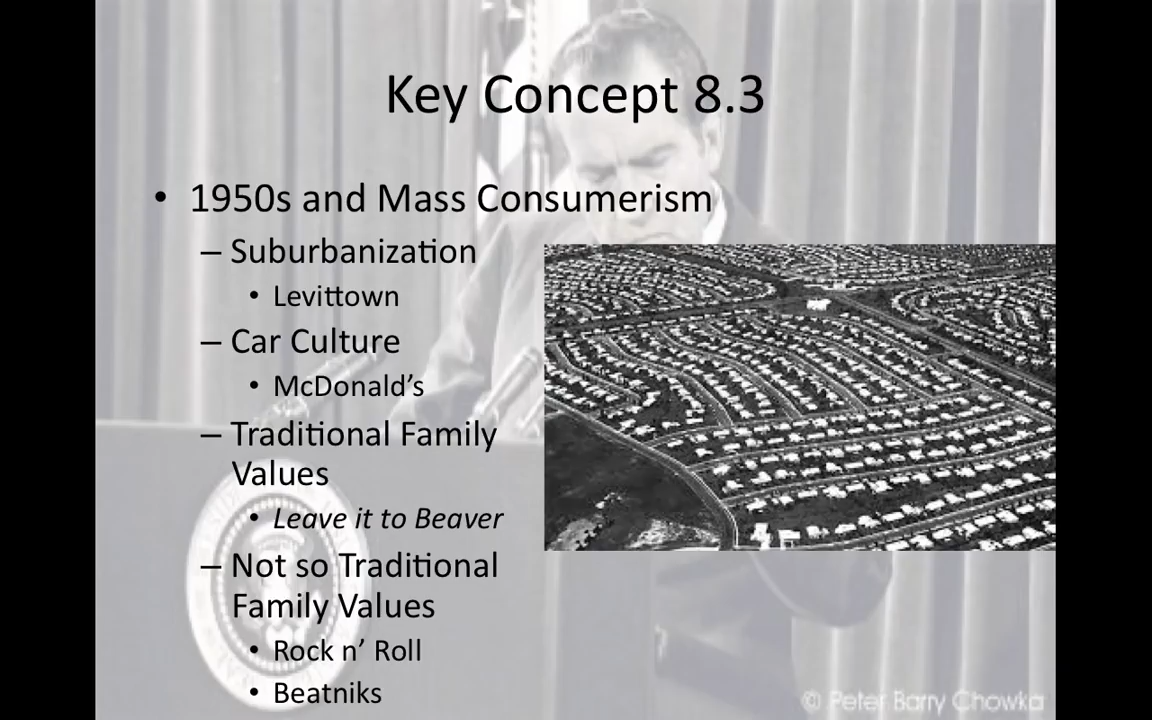 Key Concept 8.3
• 1950s and Mass Consumerism
– Suburbanization
• Levittown
– Car Culture
• McDonald’s
– Traditional Family
Values
• Leave it to Beaver
– Not so Traditional
Family Values
• Rock n’ Roll
• Beatniks
© Peter Barry Chowka